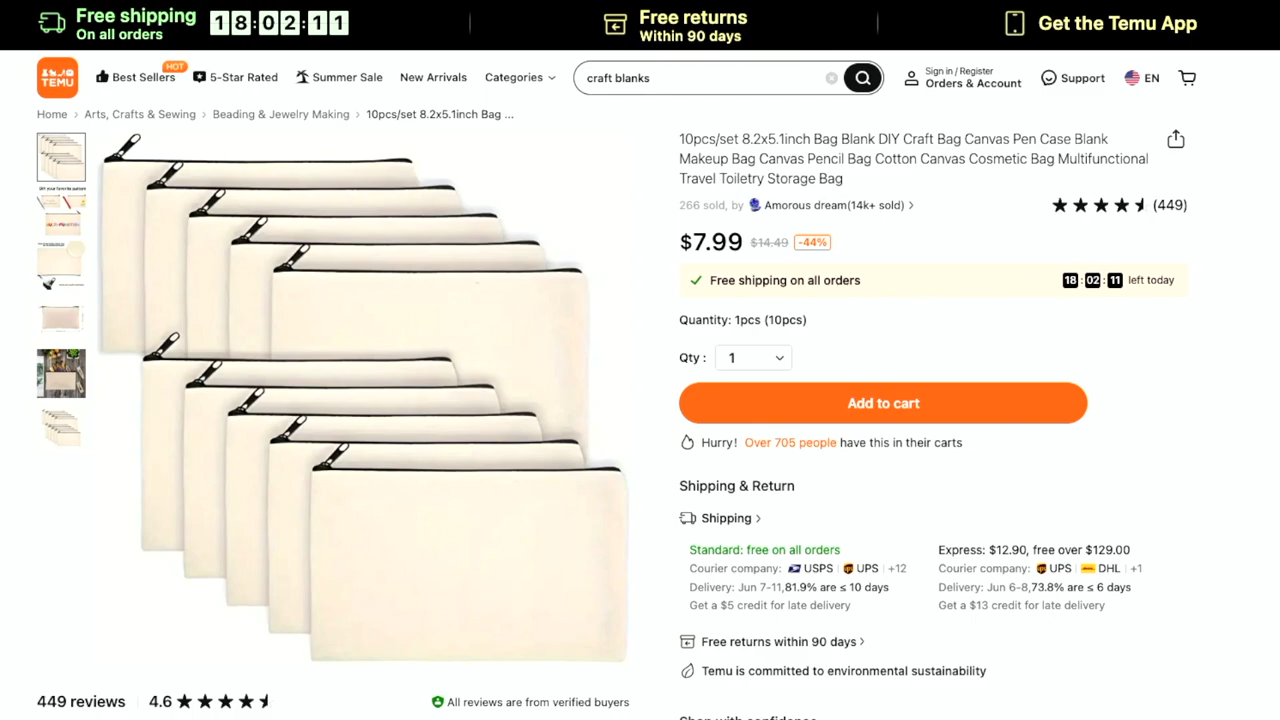 Free shipping
On all orders
18:02:11
Free returns
Within 90 days
Get the Temu App
TEMU
Best Sellers
HOT
5-Star Rated
Summer Sale
New Arrivals
Categories
craft blanks
Sign in / Register
Orders & Account
Support
EN
Home › Arts, Crafts & Sewing › Beading & Jewelry Making › 10pcs/set 8.2x5.1inch Bag ...
10pcs/set 8.2x5.1inch Bag Blank DIY Craft Bag Canvas Pen Case Blank
Makeup Bag Canvas Pencil Bag Cotton Canvas Cosmetic Bag Multifunctional
Travel Toiletry Storage Bag
266 sold, by Amorous dream(14k+ sold) ›
(449)
$7.99 $14.49 -44%
Free shipping on all orders
18:02:11 left today
Quantity: 1pcs (10pcs)
Qty : 1
Add to cart
Hurry! Over 705 people have this in their carts
Shipping & Return
Shipping ›
Standard: free on all orders
Courier company: USPS UPS +12
Delivery: Jun 7-11,81.9% are ≤ 10 days
Get a $5 credit for late delivery
Express: $12.90, free over $129.00
Courier company: UPS DHL +1
Delivery: Jun 6-8,73.8% are ≤ 6 days
Get a $13 credit for late delivery
Free returns within 90 days ›
Temu is committed to environmental sustainability
449 reviews 4.6
All reviews are from verified buyers
Shop with confidence